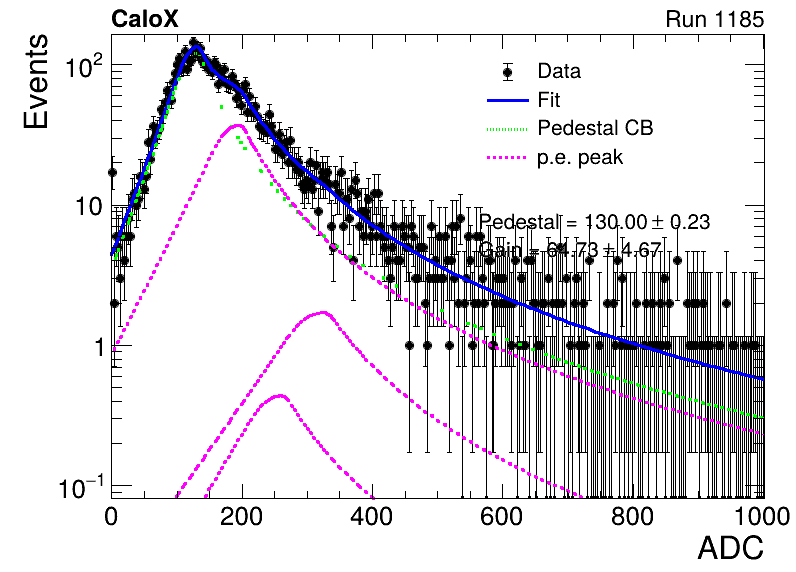 CaloX Run 1185
Events
Data
Fit
Pedestal CB
p.e. peak
Pedestal = 130.00 ± 0.23
Gain = 64.73 ± 4.67
10²
10
1
10⁻¹
0 200 400 600 800 1000
ADC